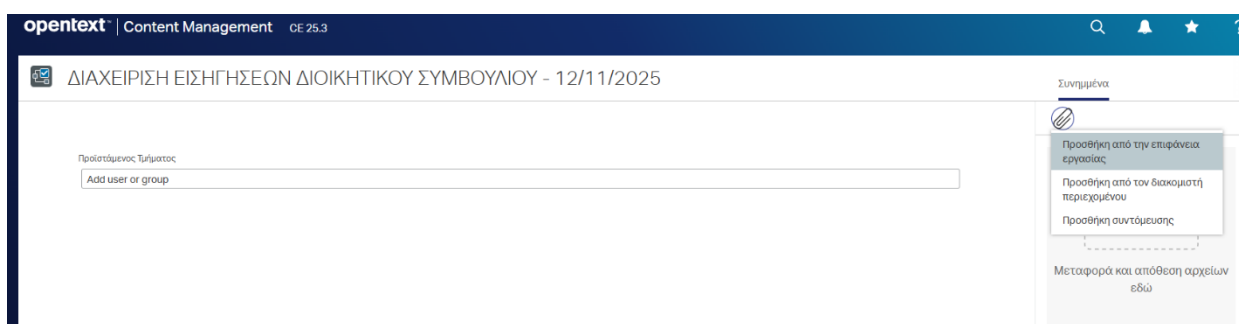 opentext™ | Content Management CE 25.3
ΔΙΑΧΕΙΡΙΣΗ ΕΙΣΗΓΗΣΕΩΝ ΔΙΟΙΚΗΤΙΚΟΥ ΣΥΜΒΟΥΛΙΟΥ - 12/11/2025
Συνημμένα
Προϊστάμενος Τμήματος
Add user or group
Προσθήκη από την επιφάνεια
εργασίας
Προσθήκη από τον διακομιστή
περιεχομένου
Προσθήκη συντόμευσης
Μεταφορά και απόθεση αρχείων
εδώ